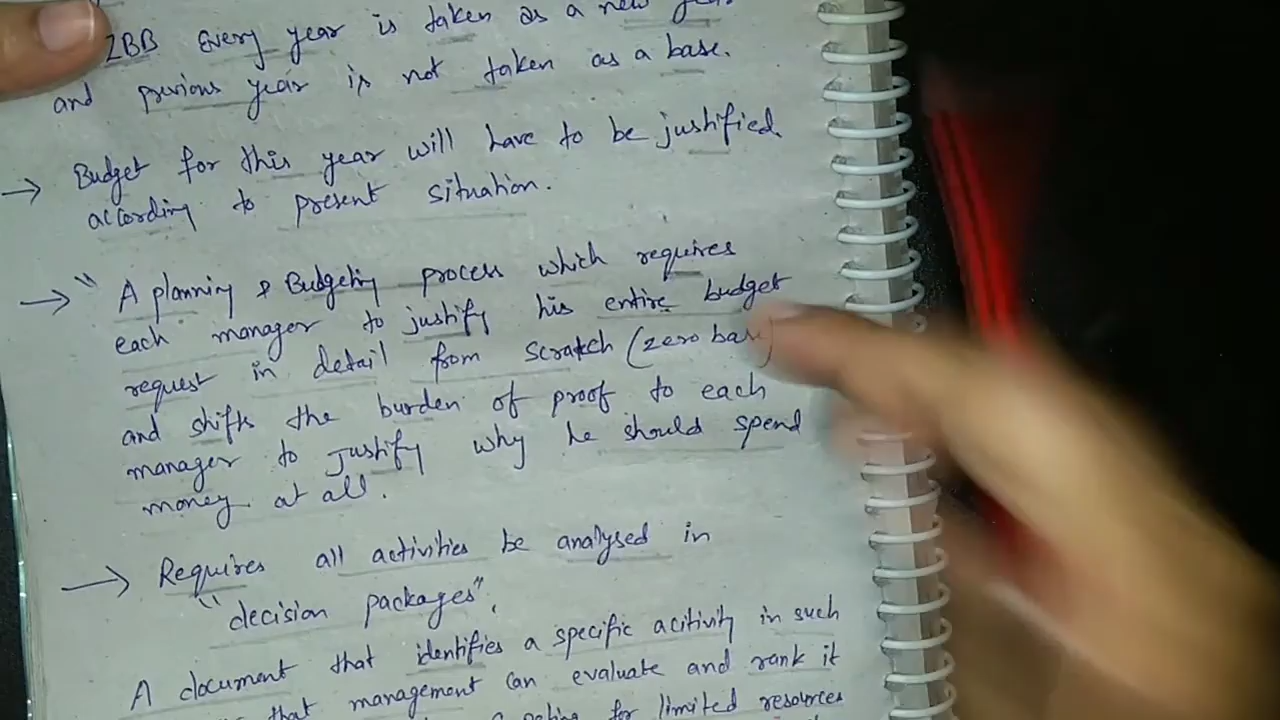 ZBB Every year is taken as a new year
and previous year is not taken as a base.
→ Budget for this year will have to be justified.
according to present situation.
→ " A planning & Budgeting process which requires
each manager to justify his entire budget
request in detail from scratch (zero base)
and shifts the burden of proof to each
manager to justify why he should spend
money at all.
→ Requires all activities be analysed in
"decision packages".
A document that identifies a specific acitivity in such
that management can evaluate and rank it
for limited resources